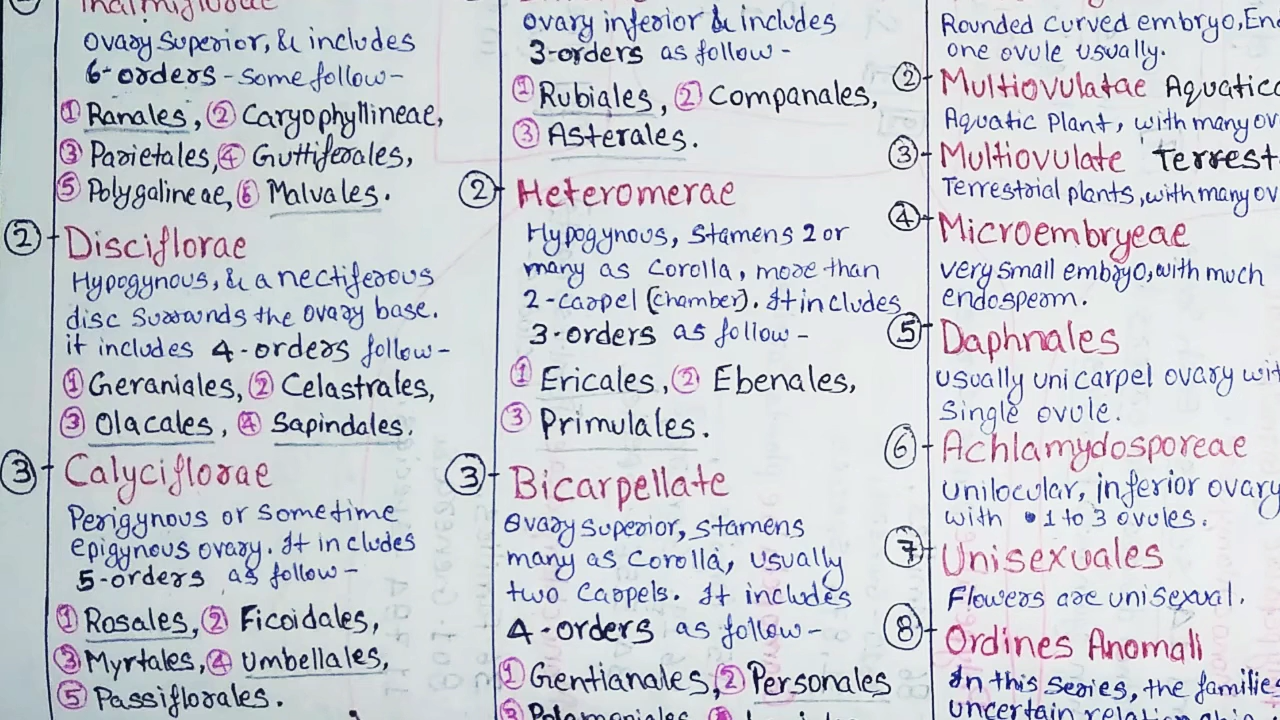 Thalamiflorae
Ovary Superior, & includes
6-orders - Some follow-
① Ranales, ② Caryophyllineae,
③ Parietales, ④ Guttiferales,
⑤ Polygalineae, ⑥ Malvales.
② Disciflorae
Hypogynous, & a nectiferous
disc Surrounds the ovary base.
it includes 4-orders follow-
① Geraniales, ② Celastrales,
③ Olacales, ④ Sapindales.
③ Calyciflorae
Perigynous or Sometime
epigynous ovary. It includes
5-orders as follow-
① Rosales, ② Ficoidales,
③ Myrtales, ④ Umbellales,
⑤ Passiflorales.
Ovary inferior & includes
3-orders as follow-
① Rubiales, ② Companales,
③ Asterales.
② Heteromerae
Hypogynous, Stamens 2 or
many as Corolla, more than
2-carpel (Chamber). It includes
3-orders as follow-
① Ericales, ② Ebenales,
③ Primulales.
③ Bicarpellate
Ovary Superior, Stamens
many as Corolla, usually
two Carpels. It includes
4-orders as follow-
① Gentianales, ② Personales
③ Polemoniales
Rounded curved embryo,
one ovule usually.
② Multiovulatae Aquatic
Aquatic Plant, with many
③ Multiovulate Terrest
Terrestrial plants, with many
④ Microembryeae
very small embryo, with much
endosperm.
⑤ Daphnales
usually unicarpel ovary
Single ovule.
⑥ Achlamydosporeae
Unilocular, inferior ovary
with 1 to 3 ovules.
⑦ Unisexuales
Flowers are unisexual.
⑧ Ordines Anomali
In this Series, the families
uncertain